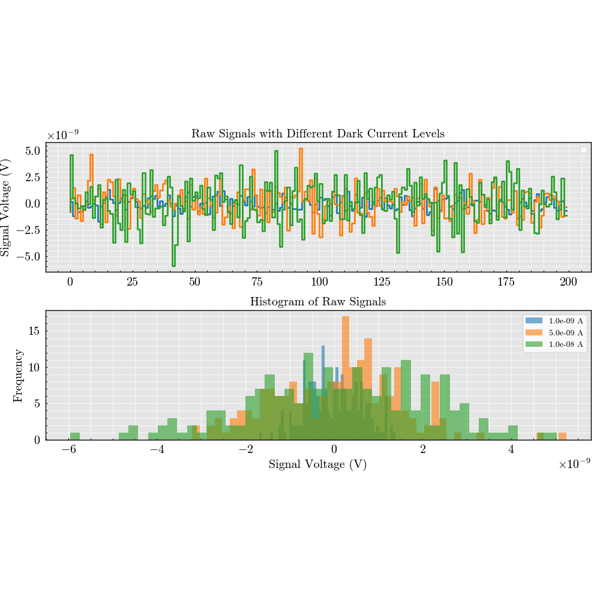 Raw Signals with Different Dark Current Levels
×10⁻⁹
Signal Voltage (V)
5.0
2.5
0.0
−2.5
−5.0
0 25 50 75 100 125 150 175 200
Histogram of Raw Signals
Frequency
15
10
5
0
1.0e-09 A
5.0e-09 A
1.0e-08 A
−6 −4 −2 0 2 4
Signal Voltage (V)
×10⁻⁹